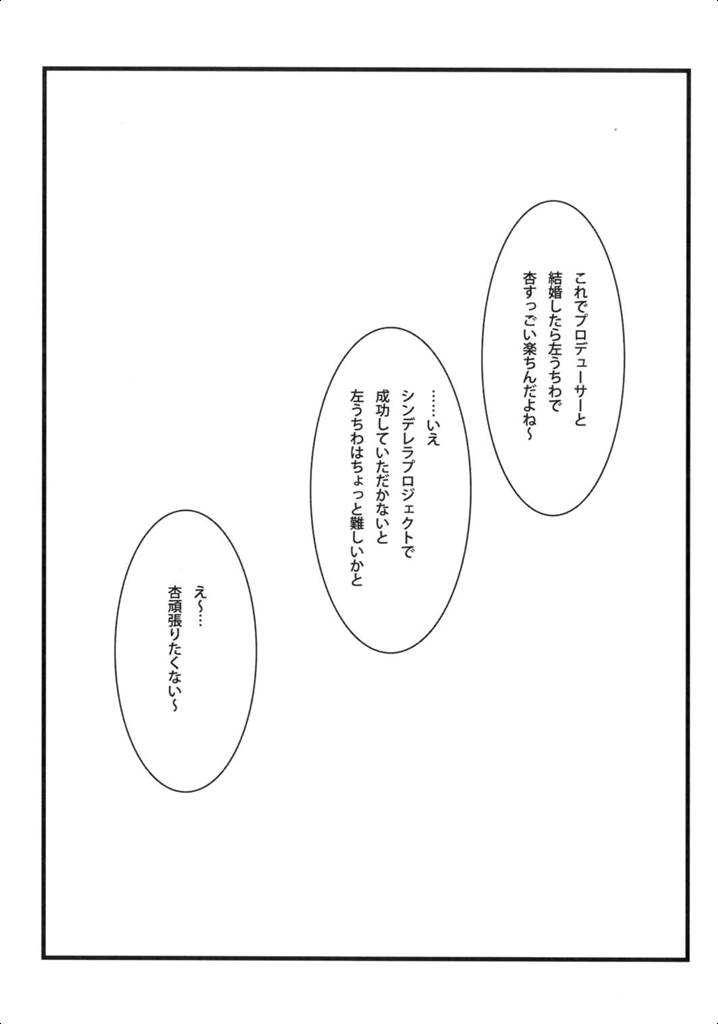 これでプロデューサーと
結婚したら左うちわで
杏すっごい楽ちんだよね～
……いえ
シンデレラプロジェクトで
成功していただかないと
左うちわはちょっと難しいかと
え～…
杏頑張りたくない～